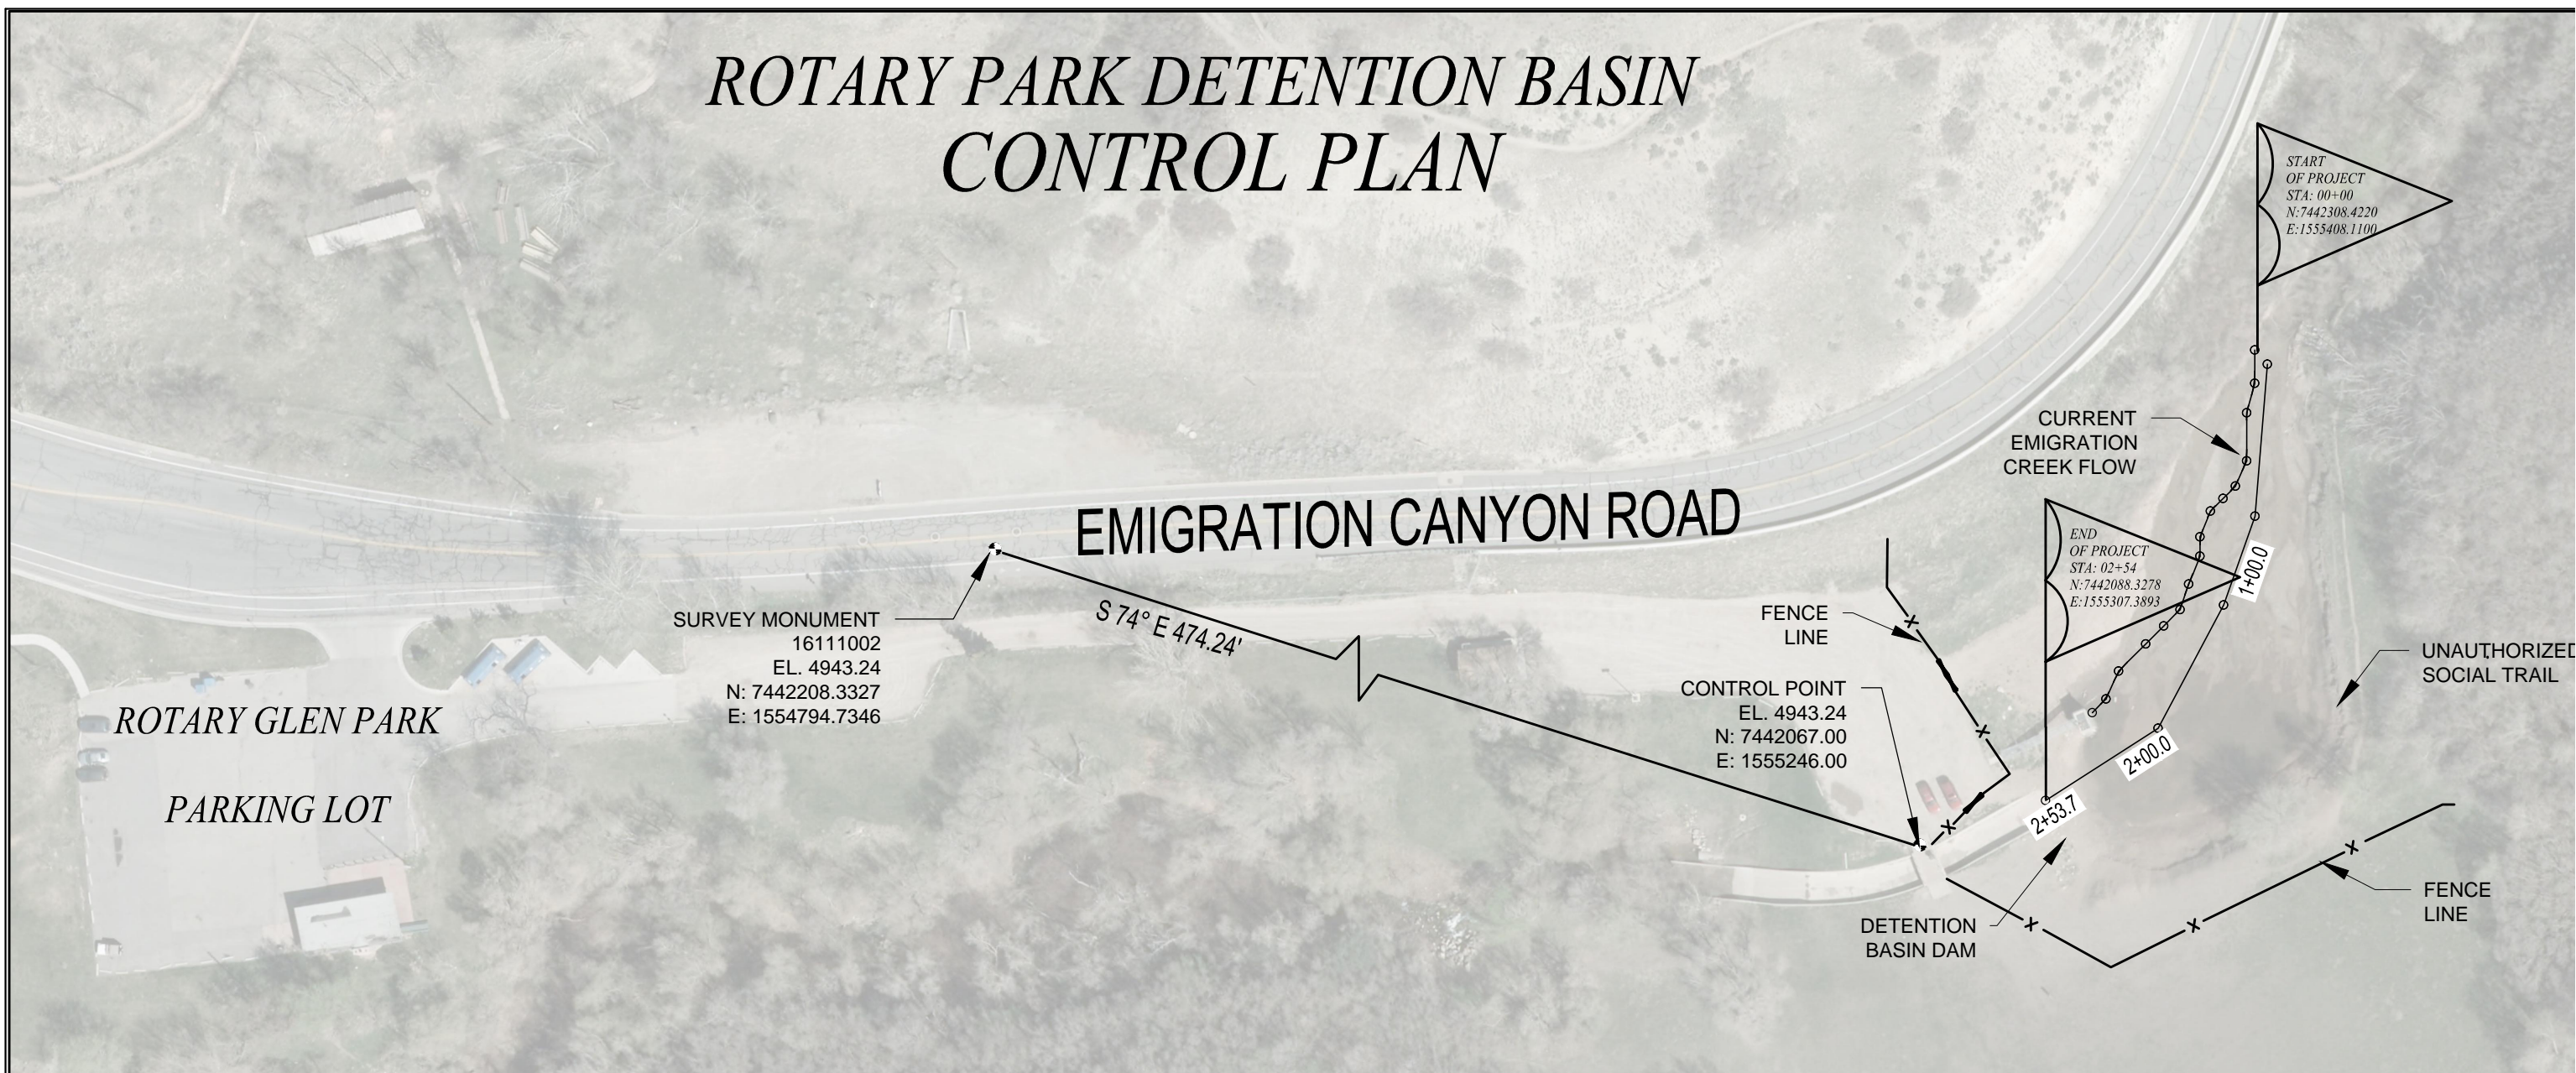 ROTARY PARK DETENTION BASIN
CONTROL PLAN
START
OF PROJECT
STA: 00+00
N:7442308.4220
E:1555408.1100
CURRENT
EMIGRATION
CREEK FLOW
EMIGRATION CANYON ROAD
END
OF PROJECT
STA: 02+54
N:7442088.3278
E:1555307.3893
1+00.0
SURVEY MONUMENT
16111002
EL. 4943.24
N: 7442208.3327
E: 1554794.7346
S 74° E 474.24'
FENCE
LINE
UNAUTHORIZED
SOCIAL TRAIL
CONTROL POINT
EL. 4943.24
N: 7442067.00
E: 1555246.00
ROTARY GLEN PARK
PARKING LOT
2+00.0
2+53.7
DETENTION
BASIN DAM
FENCE
LINE